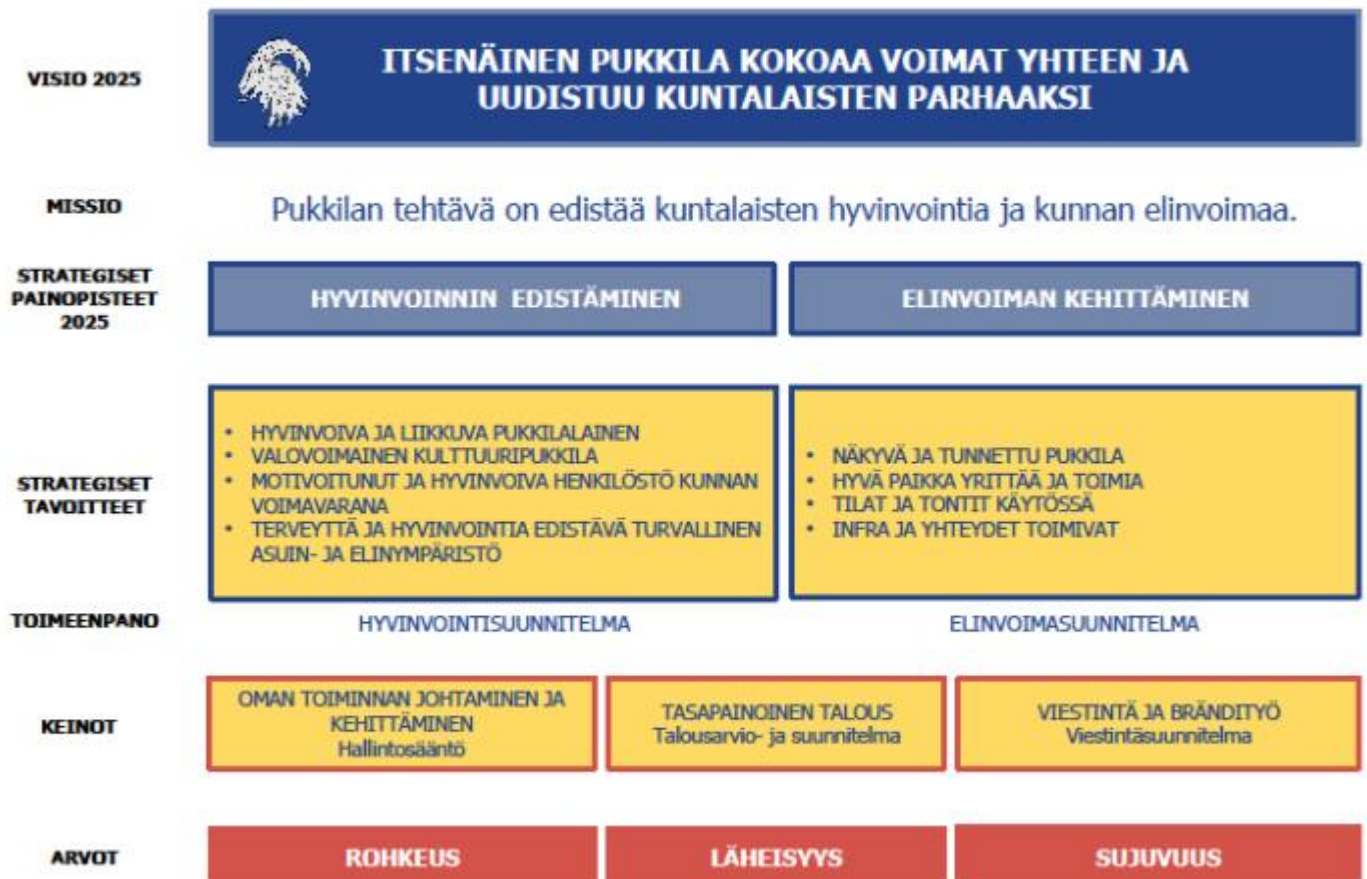 VISIO 2025
ITSENÄINEN PUKKILA KOKOAA VOIMAT YHTEEN JA
UUDISTUU KUNTALAISTEN PARHAAKSI
MISSIO
Pukkilan tehtävä on edistää kuntalaisten hyvinvointia ja kunnan elinvoimaa.
STRATEGISET
PAINOPISTEET
2025
HYVINVOINNIN EDISTÄMINEN
ELINVOIMAN KEHITTÄMINEN
STRATEGISET
TAVOITTEET
• HYVINVOIVA JA LIIKKUVA PUKKILALAINEN
• VALOVOIMAINEN KULTTUURIPUKKILA
• MOTIVOITUNUT JA HYVINVOIVA HENKILÖSTÖ KUNNAN
VOIMAVARANA
• TERVEYTTÄ JA HYVINVOINTIA EDISTÄVÄ TURVALLINEN
ASUIN- JA ELINYMPÄRISTÖ
• NÄKYVÄ JA TUNNETTU PUKKILA
• HYVÄ PAIKKA YRITTÄÄ JA TOIMIA
• TILAT JA TONTIT KÄYTÖSSÄ
• INFRA JA YHTEYDET TOIMIVAT
TOIMEENPANO
HYVINVOINTISUUNNITELMA
ELINVOIMASUUNNITELMA
KEINOT
OMAN TOIMINNAN JOHTAMINEN JA
KEHITTÄMINEN
Hallintosääntö
TASAPAINOINEN TALOUS
Talousarvio- ja suunnitelma
VIESTINTÄ JA BRÄNDITYÖ
Viestintäsuunnitelma
ARVOT
ROHKEUS
LÄHEISYYS
SUJUVUUS